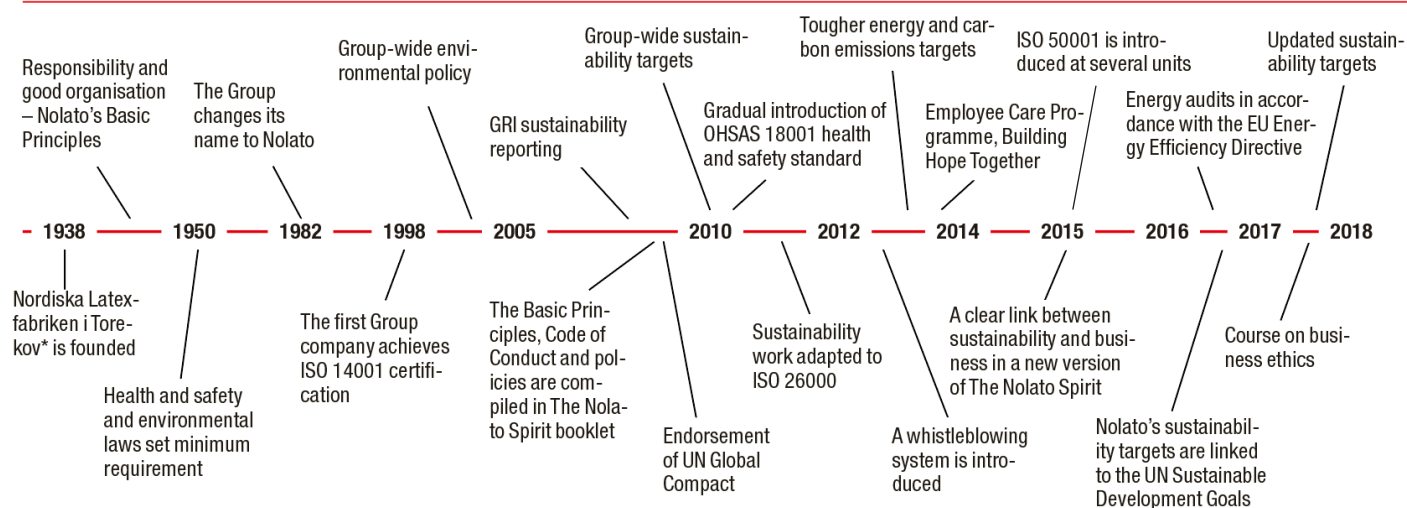 Responsibility and
good organisation
– Nolato's Basic
Principles
The Group
changes its
name to Nolato
Group-wide envi-
ronmental policy
GRI sustainability
reporting
Group-wide sustain-
ability targets
Gradual introduction of
OHSAS 18001 health
and safety standard
Tougher energy and car-
bon emissions targets
Employee Care Pro-
gramme, Building
Hope Together
ISO 50001 is intro-
duced at several units
Energy audits in accor-
dance with the EU Ener-
gy Efficiency Directive
Updated sustain-
ability targets
1938 1950 1982 1998 2005 2010 2012 2014 2015 2016 2017 2018
Nordiska Latex-
fabriken i Tore-
kov* is founded
Health and safety
and environmental
laws set minimum
requirement
The first Group
company achieves
ISO 14001 certifi-
cation
The Basic Prin-
ciples, Code of
Conduct and pol-
icies are com-
piled in The Nola-
to Spirit booklet
Endorsement
of UN Global
Compact
Sustainability
work adapted to
ISO 26000
A whistleblowing
system is intro-
duced
A clear link between
sustainability and busi-
ness in a new version
of The Nolato Spirit
Nolato's sustainabil-
ity targets are linked
to the UN Sustainable
Development Goals
Course on busi-
ness ethics